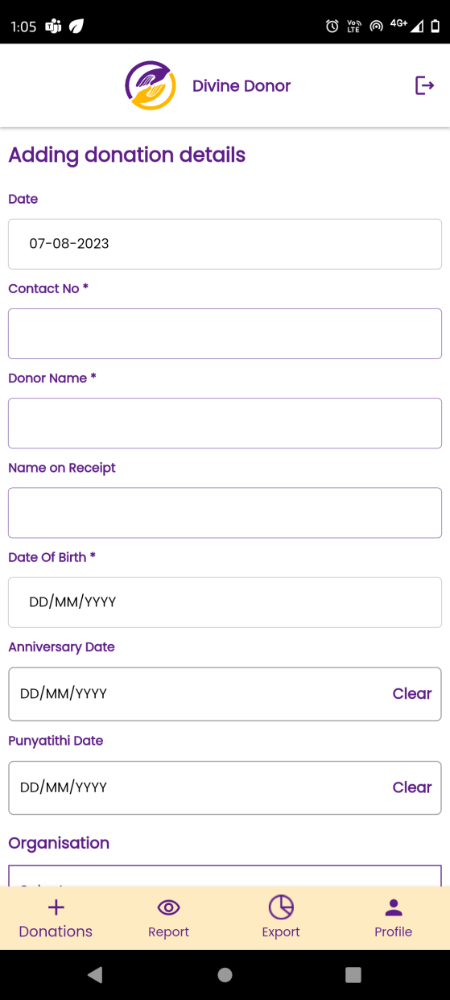 1:05
Vo))
LTE
4G+
Divine Donor
Adding donation details
Date
07-08-2023
Contact No *
Donor Name *
Name on Receipt
Date Of Birth *
DD/MM/YYYY
Anniversary Date
DD/MM/YYYY Clear
Punyatithi Date
DD/MM/YYYY Clear
Organisation
Donations Report Export Profile